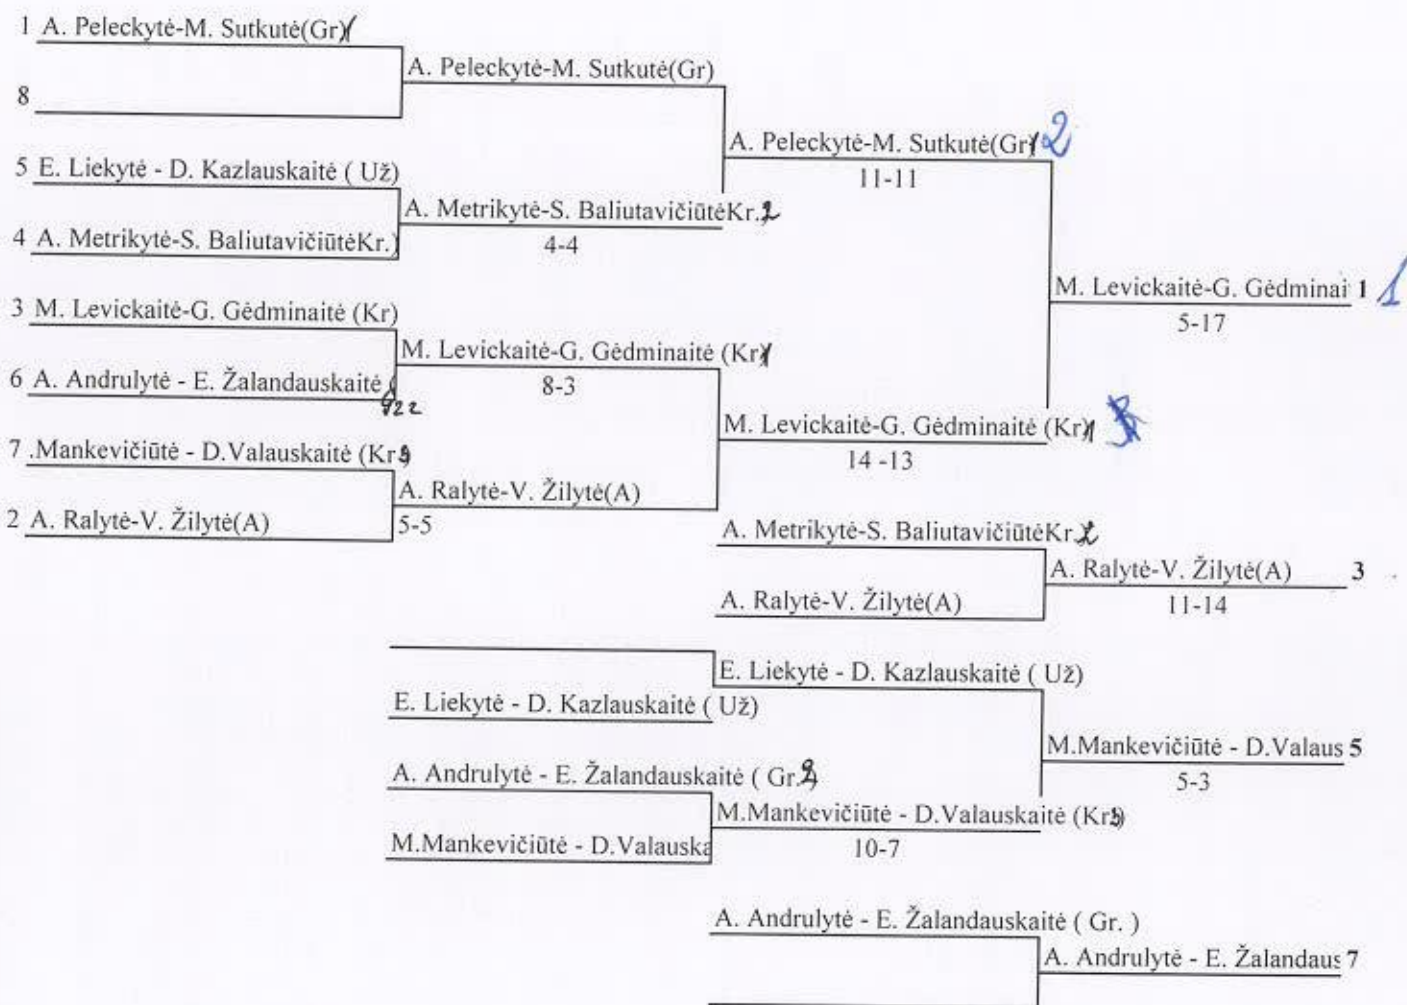 1 A. Peleckytė-M. Sutkutė(Gr)
A. Peleckytė-M. Sutkutė(Gr)
8
A. Peleckytė-M. Sutkutė(Gr 2
11-11
5 E. Liekytė - D. Kazlauskaitė ( Už)
A. Metrikytė-S. BaliutavičiūtėKr.
4-4
4 A. Metrikytė-S. BaliutavičiūtėKr.)
M. Levickaitė-G. Gėdminai 1 1
5-17
3 M. Levickaitė-G. Gėdminaitė (Kr)
M. Levickaitė-G. Gėdminaitė (Kr
8-3
6 A. Andrulytė - E. Žalandauskaitė (
M. Levickaitė-G. Gėdminaitė (Kr
14 -13
7 .Mankevičiūtė - D.Valauskaitė (Kr
A. Ralytė-V. Žilytė(A)
5-5
2 A. Ralytė-V. Žilytė(A)
A. Metrikytė-S. BaliutavičiūtėKr
A. Ralytė-V. Žilytė(A) 3
11-14
A. Ralytė-V. Žilytė(A)
E. Liekytė - D. Kazlauskaitė ( Už)
E. Liekytė - D. Kazlauskaitė ( Už)
M.Mankevičiūtė - D.Valaus 5
5-3
A. Andrulytė - E. Žalandauskaitė ( Gr.
M.Mankevičiūtė - D.Valauskaitė (Kr
10-7
M.Mankevičiūtė - D.Valauska
A. Andrulytė - E. Žalandauskaitė ( Gr. )
A. Andrulytė - E. Žalandaus 7